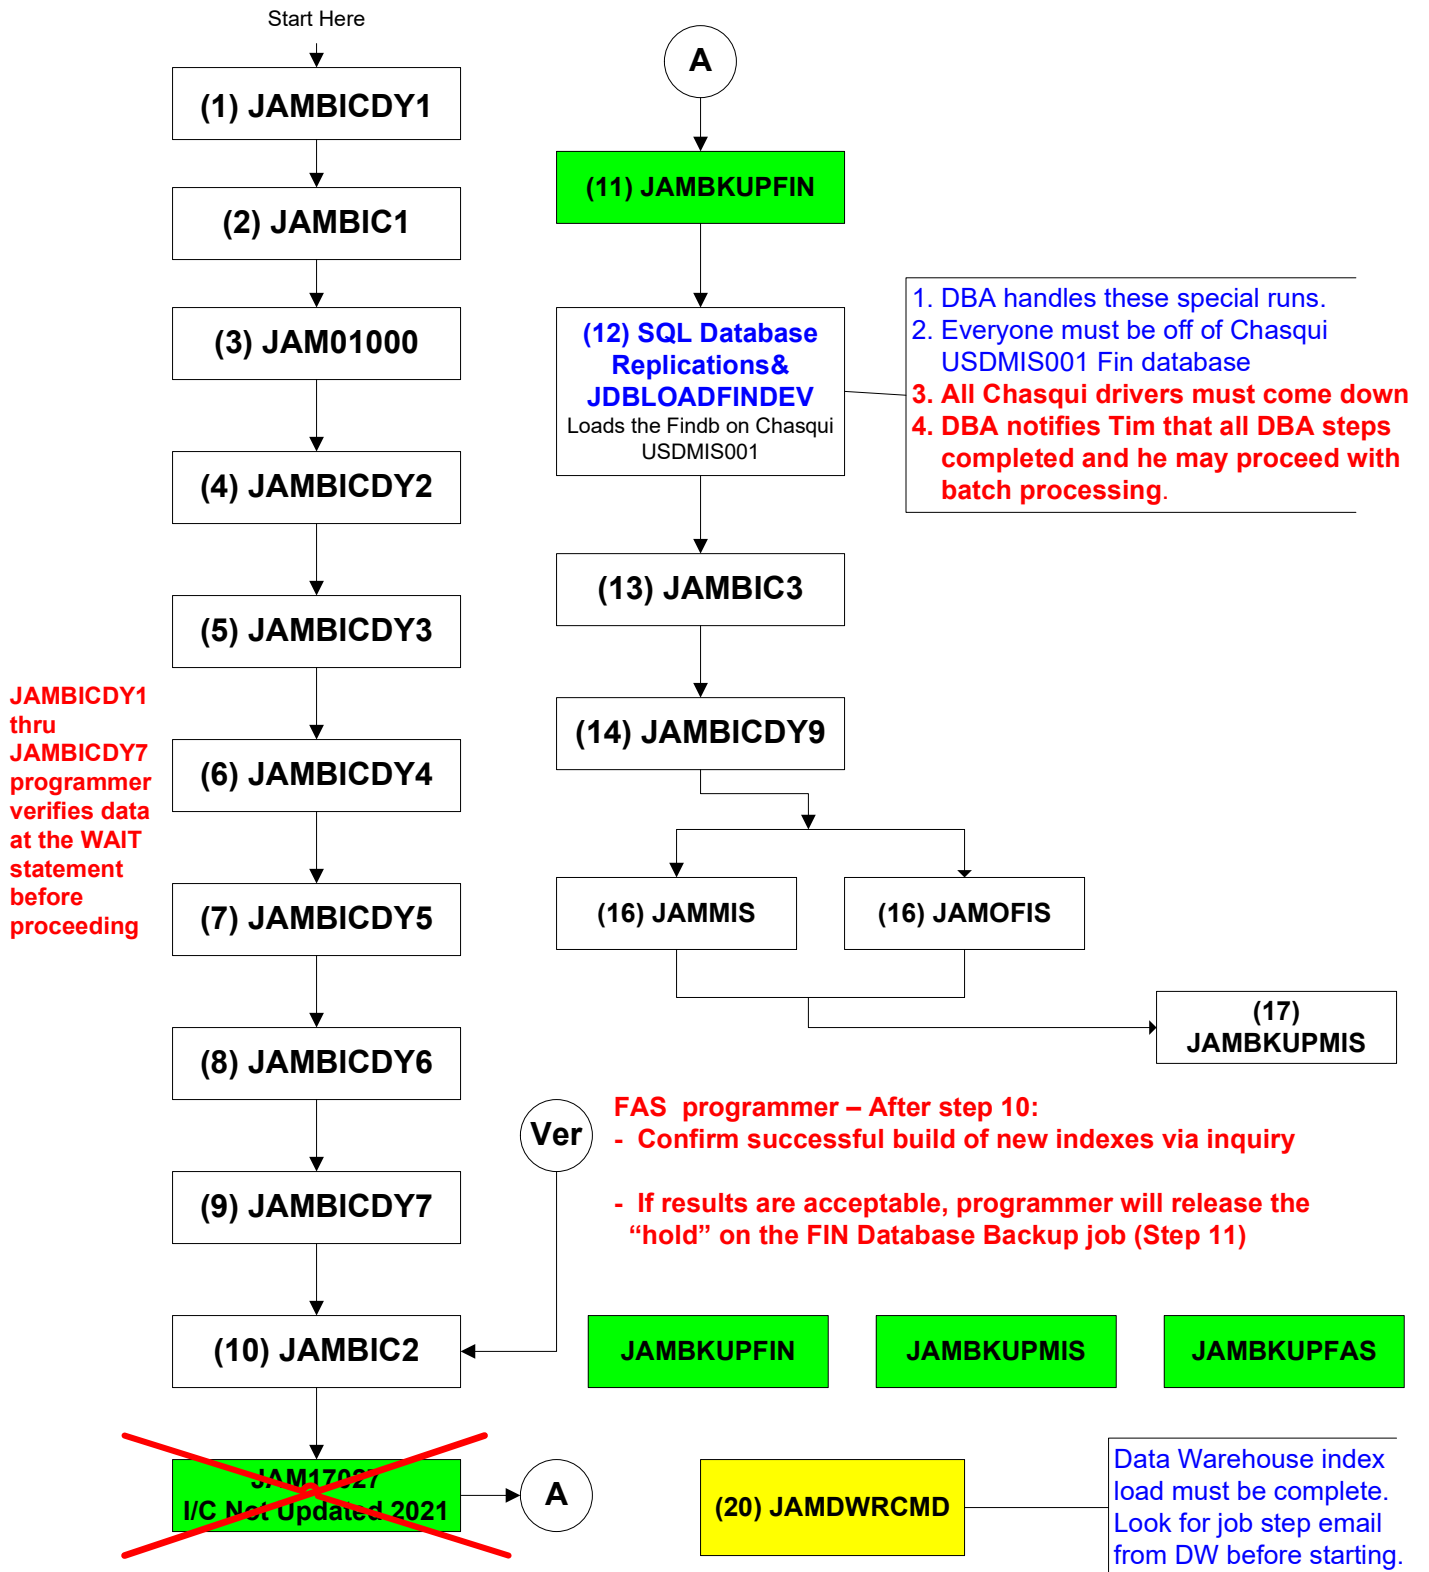 Start Here
(1) JAMBICDY1
(2) JAMBIC1
(3) JAM01000
(4) JAMBICDY2
(5) JAMBICDY3
JAMBICDY1
thru
JAMBICDY7
programmer
verifies data
at the WAIT
statement
before
proceeding
(6) JAMBICDY4
(7) JAMBICDY5
(8) JAMBICDY6
(9) JAMBICDY7
(10) JAMBIC2
JAM17027
I/C Not Updated 2021
A
A
(11) JAMBKUPFIN
(12) SQL Database
Replications&
JDBLOADFINDEV
Loads the Findb on Chasqui
USDMIS001
1. DBA handles these special runs.
2. Everyone must be off of Chasqui
USDMIS001 Fin database
3. All Chasqui drivers must come down
4. DBA notifies Tim that all DBA steps
completed and he may proceed with
batch processing.
(13) JAMBIC3
(14) JAMBICDY9
(16) JAMMIS
(16) JAMOFIS
(17)
JAMBKUPMIS
Ver
FAS  programmer – After step 10:
-  Confirm successful build of new indexes via inquiry
-  If results are acceptable, programmer will release the
“hold” on the FIN Database Backup job (Step 11)
JAMBKUPFIN
JAMBKUPMIS
JAMBKUPFAS
(20) JAMDWRCMD
Data Warehouse index
load must be complete.
Look for job step email
from DW before starting.